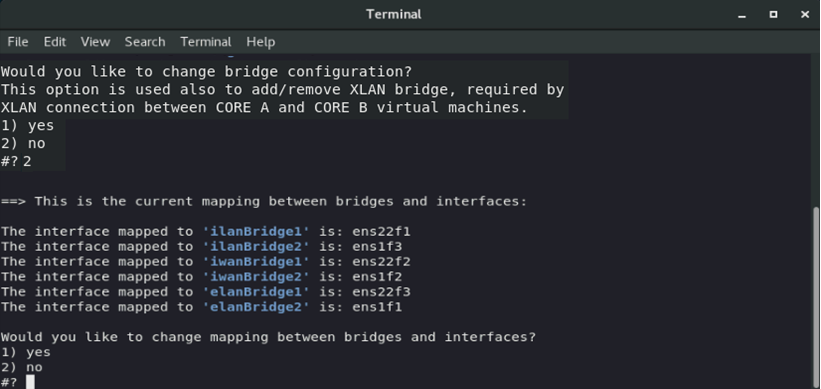 Terminal
File Edit View Search Terminal Help
Would you like to change bridge configuration?
This option is used also to add/remove XLAN bridge, required by
XLAN connection between CORE A and CORE B virtual machines.
1) yes
2) no
#? 2
==> This is the current mapping between bridges and interfaces:
The interface mapped to 'ilanBridge1' is: ens22f1
The interface mapped to 'ilanBridge2' is: ens1f3
The interface mapped to 'iwanBridge1' is: ens22f2
The interface mapped to 'iwanBridge2' is: ens1f2
The interface mapped to 'elanBridge1' is: ens22f3
The interface mapped to 'elanBridge2' is: ens1f1
Would you like to change mapping between bridges and interfaces?
1) yes
2) no
#?